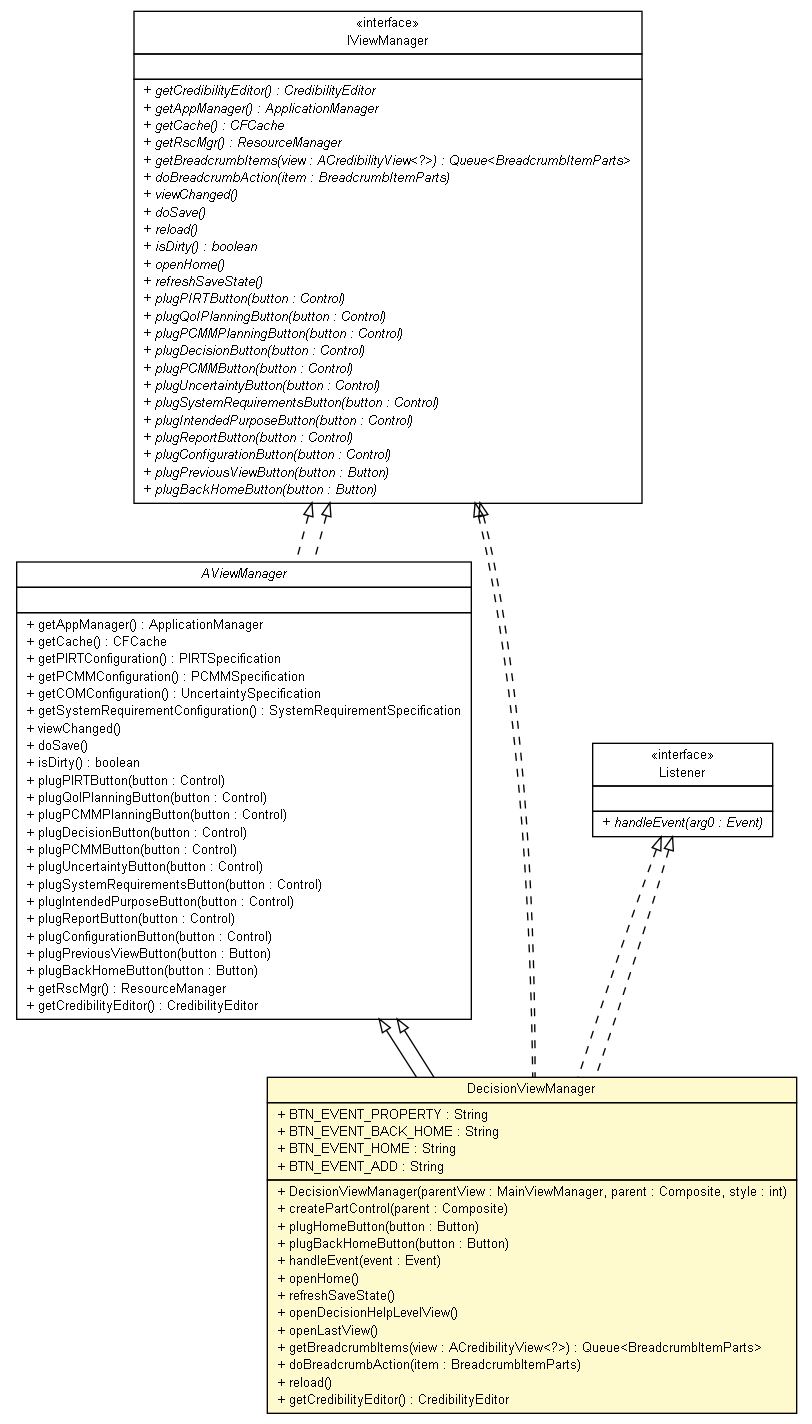 «interface»
IViewManager
+ getCredibilityEditor() : CredibilityEditor
+ getAppManager() : ApplicationManager
+ getCache() : CFCache
+ getRscMgr() : ResourceManager
+ getBreadcrumbItems(view : ACredibilityView<?>) : Queue<BreadcrumbItemParts>
+ doBreadcrumbAction(item : BreadcrumbItemParts)
+ viewChanged()
+ doSave()
+ reload()
+ isDirty() : boolean
+ openHome()
+ refreshSaveState()
+ plugPIRTButton(button : Control)
+ plugQoIPlanningButton(button : Control)
+ plugPCMMPlanningButton(button : Control)
+ plugDecisionButton(button : Control)
+ plugPCMMButton(button : Control)
+ plugUncertaintyButton(button : Control)
+ plugSystemRequirementsButton(button : Control)
+ plugIntendedPurposeButton(button : Control)
+ plugReportButton(button : Control)
+ plugConfigurationButton(button : Control)
+ plugPreviousViewButton(button : Button)
+ plugBackHomeButton(button : Button)
AViewManager
+ getAppManager() : ApplicationManager
+ getCache() : CFCache
+ getPIRTConfiguration() : PIRTSpecification
+ getPCMMConfiguration() : PCMMSpecification
+ getCOMConfiguration() : UncertaintySpecification
+ getSystemRequirementConfiguration() : SystemRequirementSpecification
+ viewChanged()
+ doSave()
+ isDirty() : boolean
+ plugPIRTButton(button : Control)
+ plugQoIPlanningButton(button : Control)
+ plugPCMMPlanningButton(button : Control)
+ plugDecisionButton(button : Control)
+ plugPCMMButton(button : Control)
+ plugUncertaintyButton(button : Control)
+ plugSystemRequirementsButton(button : Control)
+ plugIntendedPurposeButton(button : Control)
+ plugReportButton(button : Control)
+ plugConfigurationButton(button : Control)
+ plugPreviousViewButton(button : Button)
+ plugBackHomeButton(button : Button)
+ getRscMgr() : ResourceManager
+ getCredibilityEditor() : CredibilityEditor
«interface»
Listener
+ handleEvent(arg0 : Event)
DecisionViewManager
+ BTN_EVENT_PROPERTY : String
+ BTN_EVENT_BACK_HOME : String
+ BTN_EVENT_HOME : String
+ BTN_EVENT_ADD : String
+ DecisionViewManager(parentView : MainViewManager, parent : Composite, style : int)
+ createPartControl(parent : Composite)
+ plugHomeButton(button : Button)
+ plugBackHomeButton(button : Button)
+ handleEvent(event : Event)
+ openHome()
+ refreshSaveState()
+ openDecisionHelpLevelView()
+ openLastView()
+ getBreadcrumbItems(view : ACredibilityView<?>) : Queue<BreadcrumbItemParts>
+ doBreadcrumbAction(item : BreadcrumbItemParts)
+ reload()
+ getCredibilityEditor() : CredibilityEditor